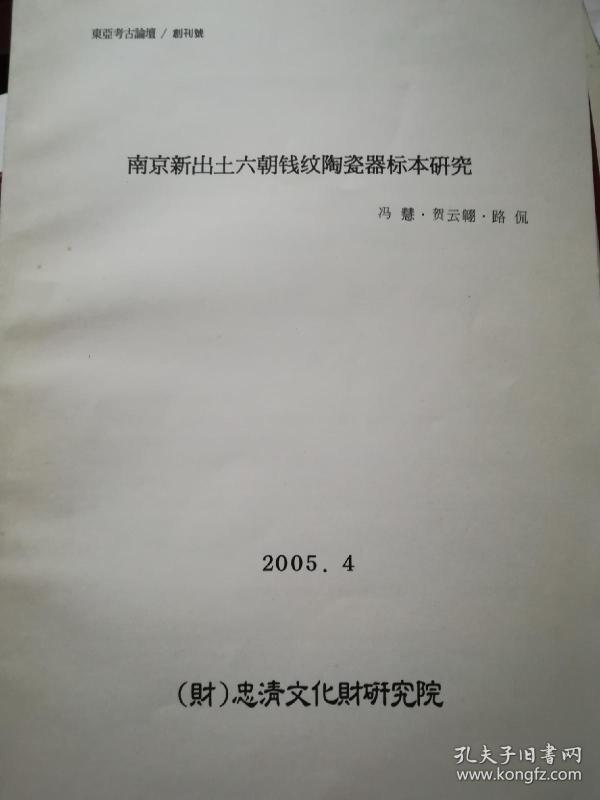 東亞考古論壇 / 創刊號
南京新出土六朝钱纹陶瓷器标本研究
冯 慧·贺云翱·路 侃
2005. 4
(財)忠淸文化財硏究院
孔夫子旧书网
www.kongfz.com